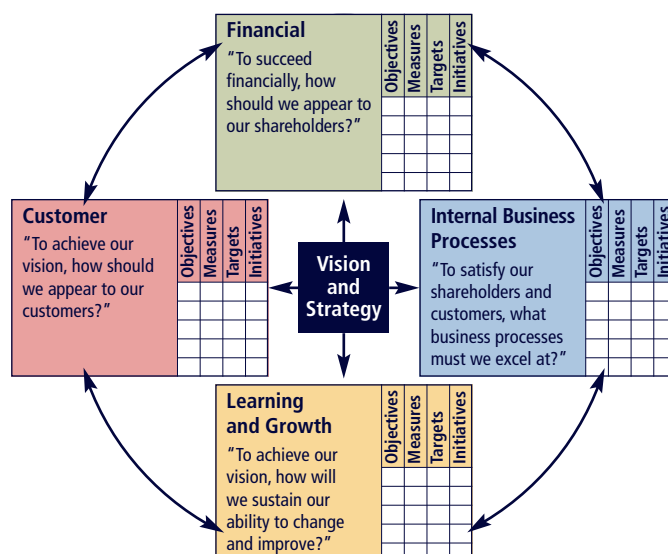 Financial
“To succeed
financially, how
should we appear to
our shareholders?”
Objectives
Measures
Targets
Initiatives
Customer
“To achieve our
vision, how should
we appear to our
customers?”
Objectives
Measures
Targets
Initiatives
Vision
and
Strategy
Internal Business
Processes
“To satisfy our
shareholders and
customers, what
business processes
must we excel at?”
Objectives
Measures
Targets
Initiatives
Learning
and Growth
“To achieve our
vision, how will
we sustain our
ability to change
and improve?”
Objectives
Measures
Targets
Initiatives